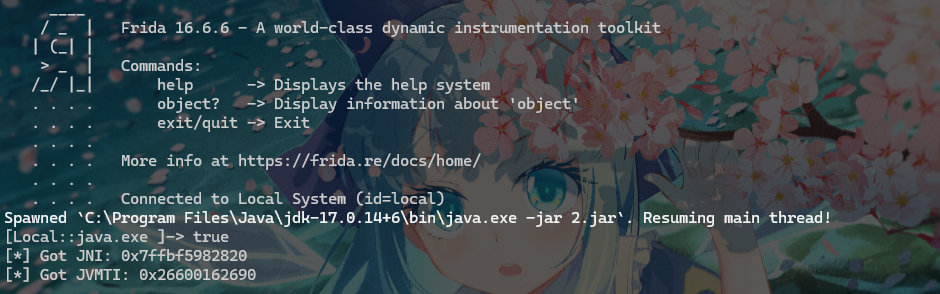 ____
    / _  |   Frida 16.6.6 - A world-class dynamic instrumentation toolkit
   | (_| |
    > _  |   Commands:
   /_/ |_|       help      -> Displays the help system
   . . . .       object?   -> Display information about 'object'
   . . . .       exit/quit -> Exit
   . . . .
   . . . .   More info at https://frida.re/docs/home/
   . . . .
   . . . .   Connected to Local System (id=local)
Spawned `C:\Program Files\Java\jdk-17.0.14+6\bin\java.exe -jar 2.jar`. Resuming main thread!
[Local::java.exe ]-> true
[*] Got JNI: 0x7ffbf5982820
[*] Got JVMTI: 0x26600162690